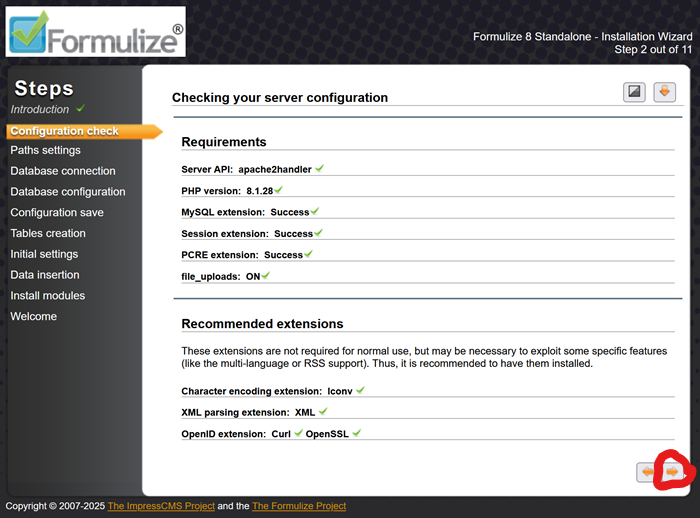 Formulize®
Formulize 8 Standalone - Installation Wizard
Step 2 out of 11
Steps
Introduction
Configuration check
Paths settings
Database connection
Database configuration
Configuration save
Tables creation
Initial settings
Data insertion
Install modules
Welcome
Checking your server configuration
Requirements
Server API: apache2handler
PHP version: 8.1.28
MySQL extension: Success
Session extension: Success
PCRE extension: Success
file_uploads: ON
Recommended extensions
These extensions are not required for normal use, but may be necessary to exploit some specific features
(like the multi-language or RSS support). Thus, it is recommended to have them installed.
Character encoding extension: Iconv
XML parsing extension: XML
OpenID extension: Curl OpenSSL
Copyright © 2007-2025 The ImpressCMS Project and the The Formulize Project